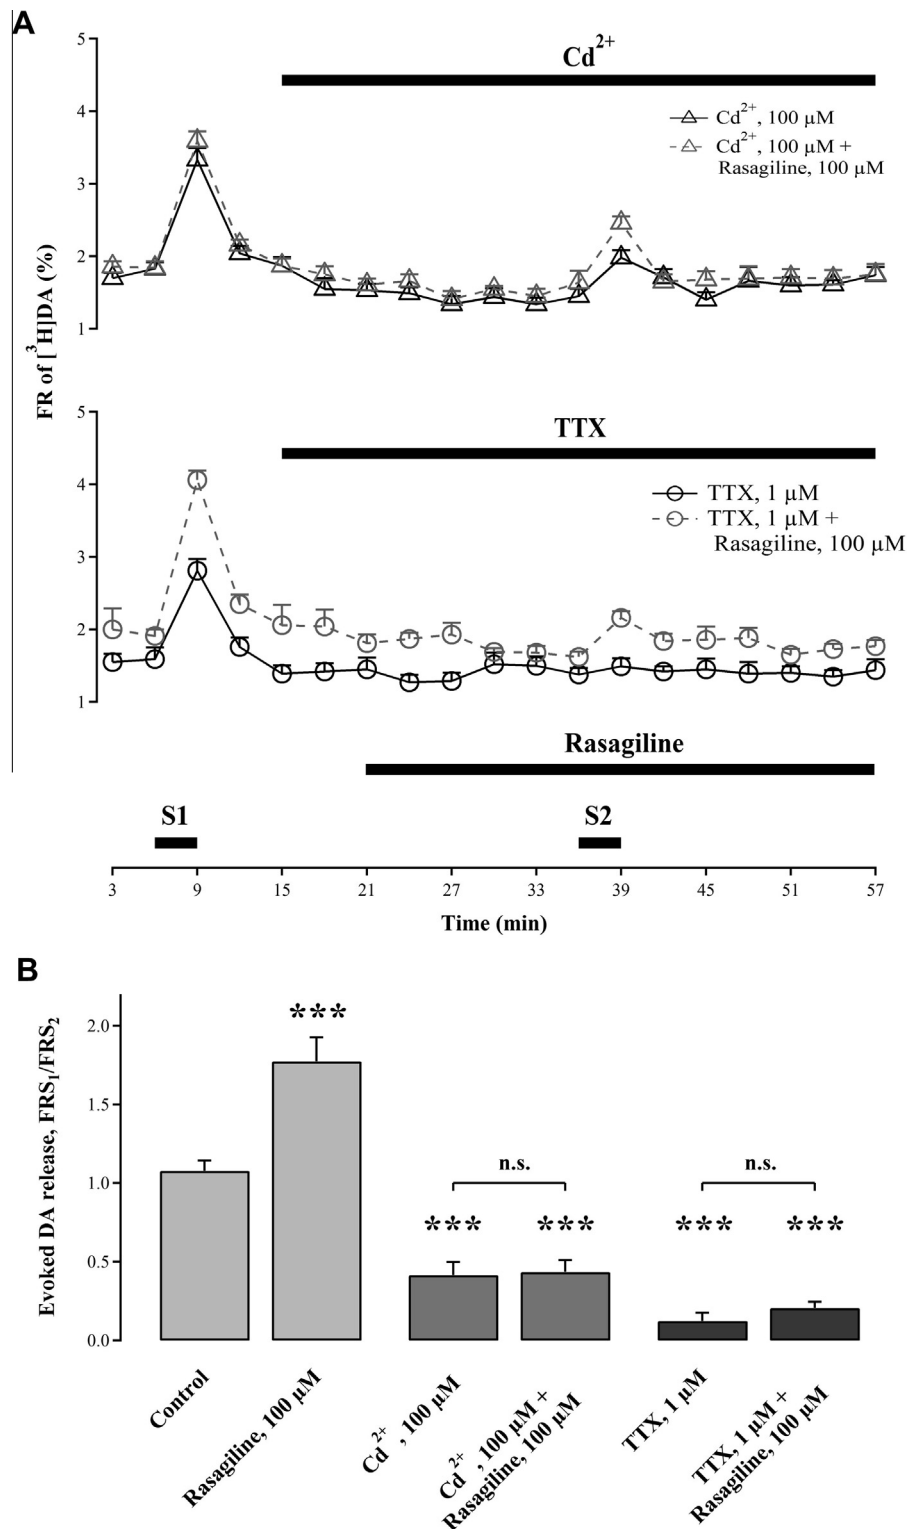 A
Cd2+
5
4
3
2
1
Cd2+, 100 µM
Cd2+, 100 µM +
Rasagiline, 100 µM
FR of [3H]DA (%)
TTX
5
4
3
2
1
TTX, 1 µM
TTX, 1 µM +
Rasagiline, 100 µM
Rasagiline
S1 S2
3 9 15 21 27 33 39 45 51 57
Time (min)
B
Evoked DA release, FRS1/FRS2
2.0
1.5
1.0
0.5
0.0
***
n.s. n.s.
*** *** *** ***
Control
Rasagiline, 100 µM
Cd2+, 100 µM
Cd2+, 100 µM +
Rasagiline, 100 µM
TTX, 1 µM
TTX, 1 µM +
Rasagiline, 100 µM